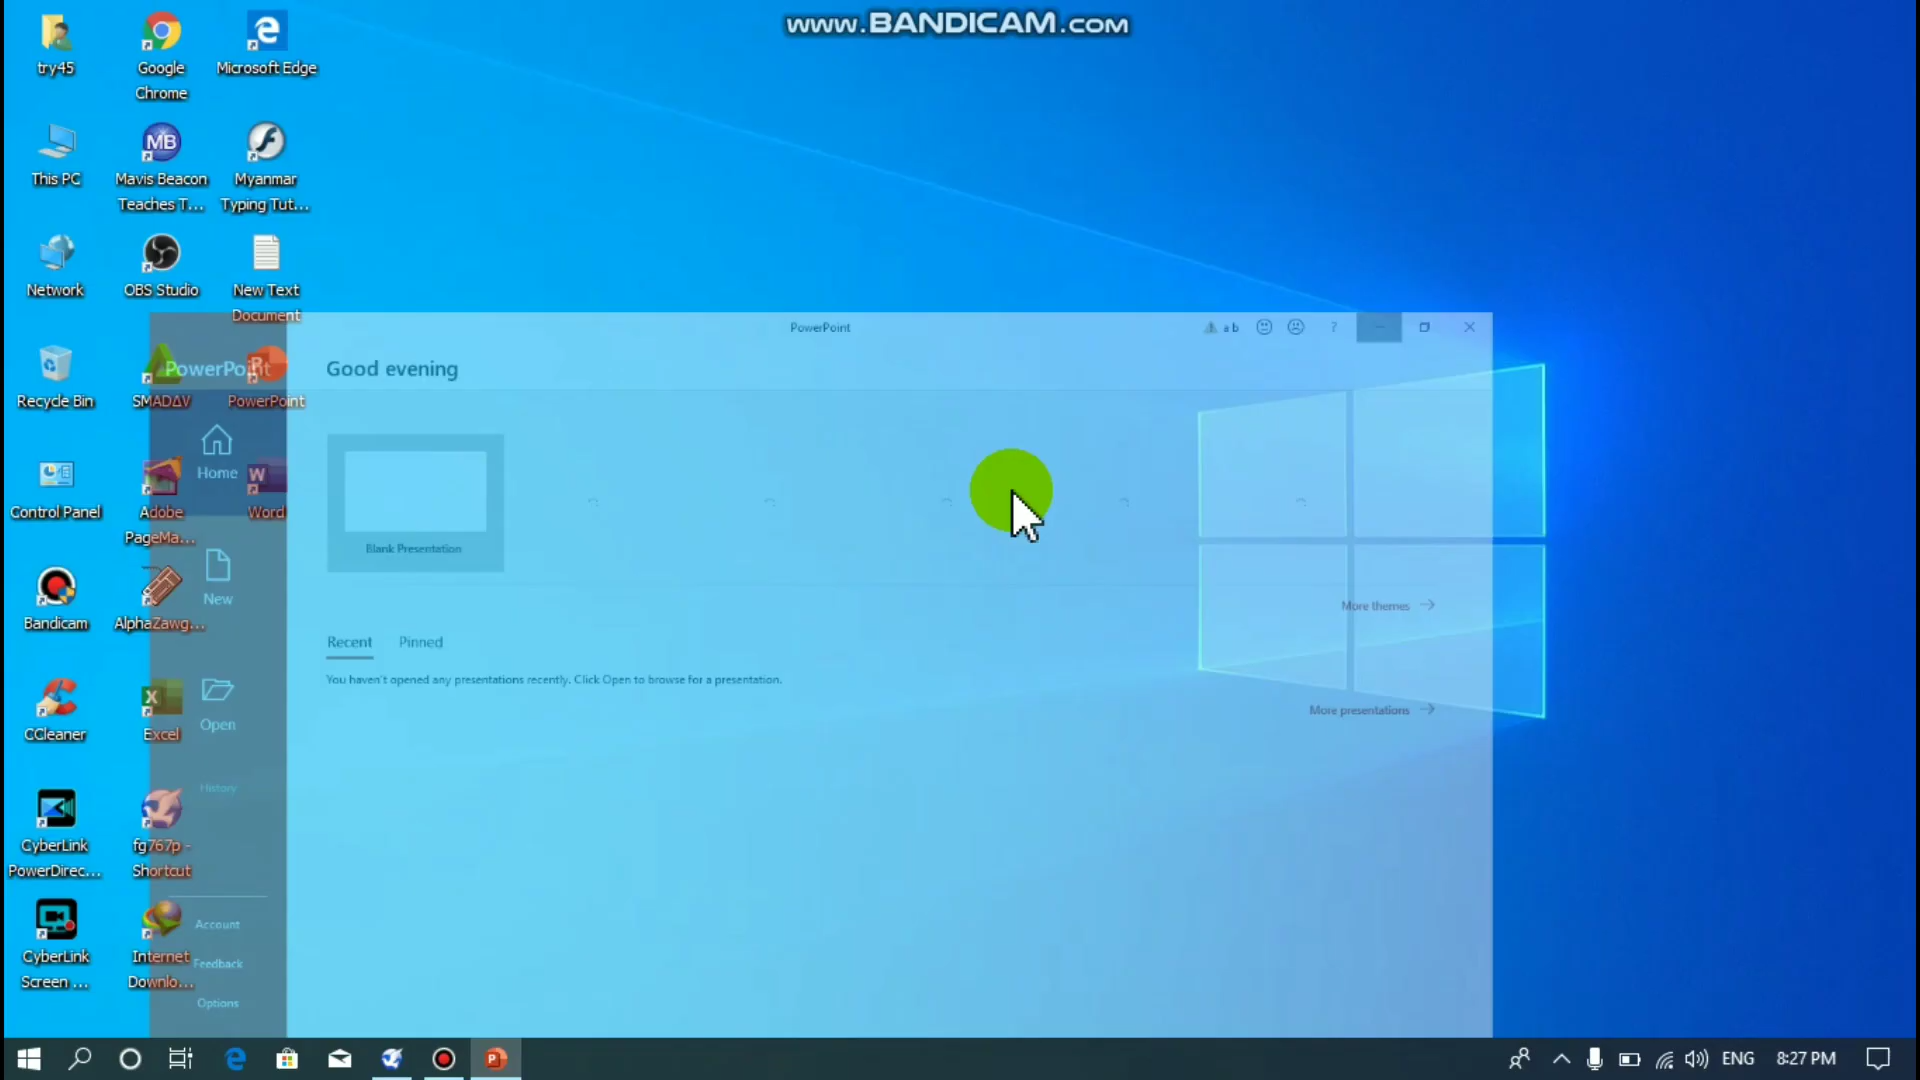 www.BANDICAM.com
try45
Google
Chrome
Microsoft Edge
This PC
Mavis Beacon
Teaches T...
Myanmar
Typing Tut...
Network
OBS Studio
New Text
Document
PowerPoint
a b
?
PowerPoint
Good evening
Recycle Bin
SMADΔV
PowerPoint
Home
Control Panel
Adobe
PageMa...
Word
Blank Presentation
New
More themes
Bandicam
AlphaZawg...
Recent
Pinned
You haven't opened any presentations recently. Click Open to browse for a presentation.
Open
More presentations
CCleaner
Excel
History
CyberLink
PowerDirec...
fg767p -
Shortcut
Account
CyberLink
Screen ...
Internet
Downlo...
Feedback
Options
ENG
8:27 PM